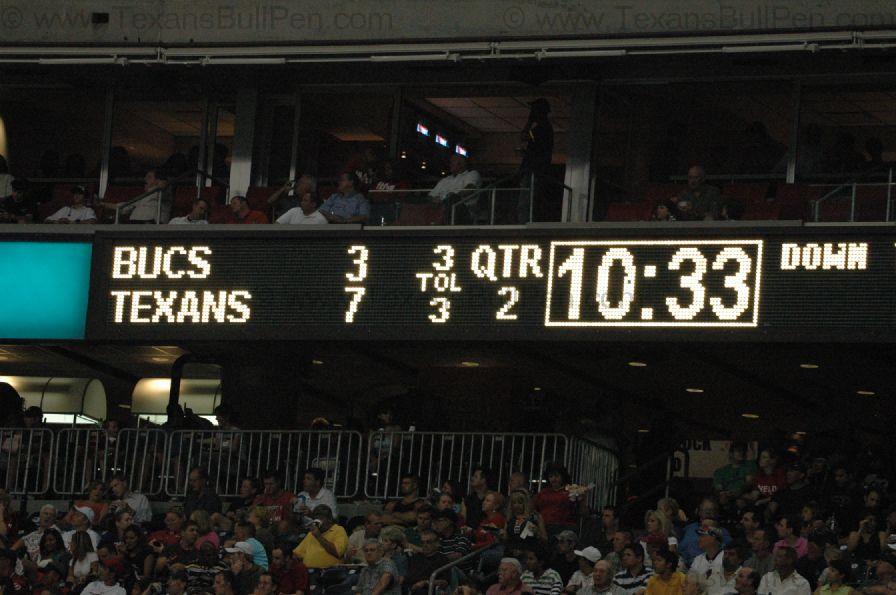 © www.TexansBullPen.com © www.TexansBullPen.com
BUCS 3 3 QTR 10:33 DOWN
TOL
TEXANS 7 3 2